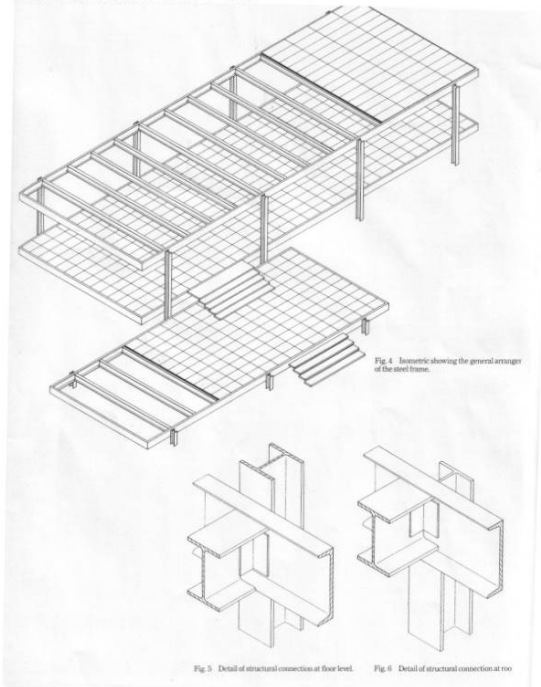 Fig. 4 Isometric showing the general arranger
of the steel frame.
Fig. 5 Detail of structural connection at floor level.
Fig. 6 Detail of structural connection at roo